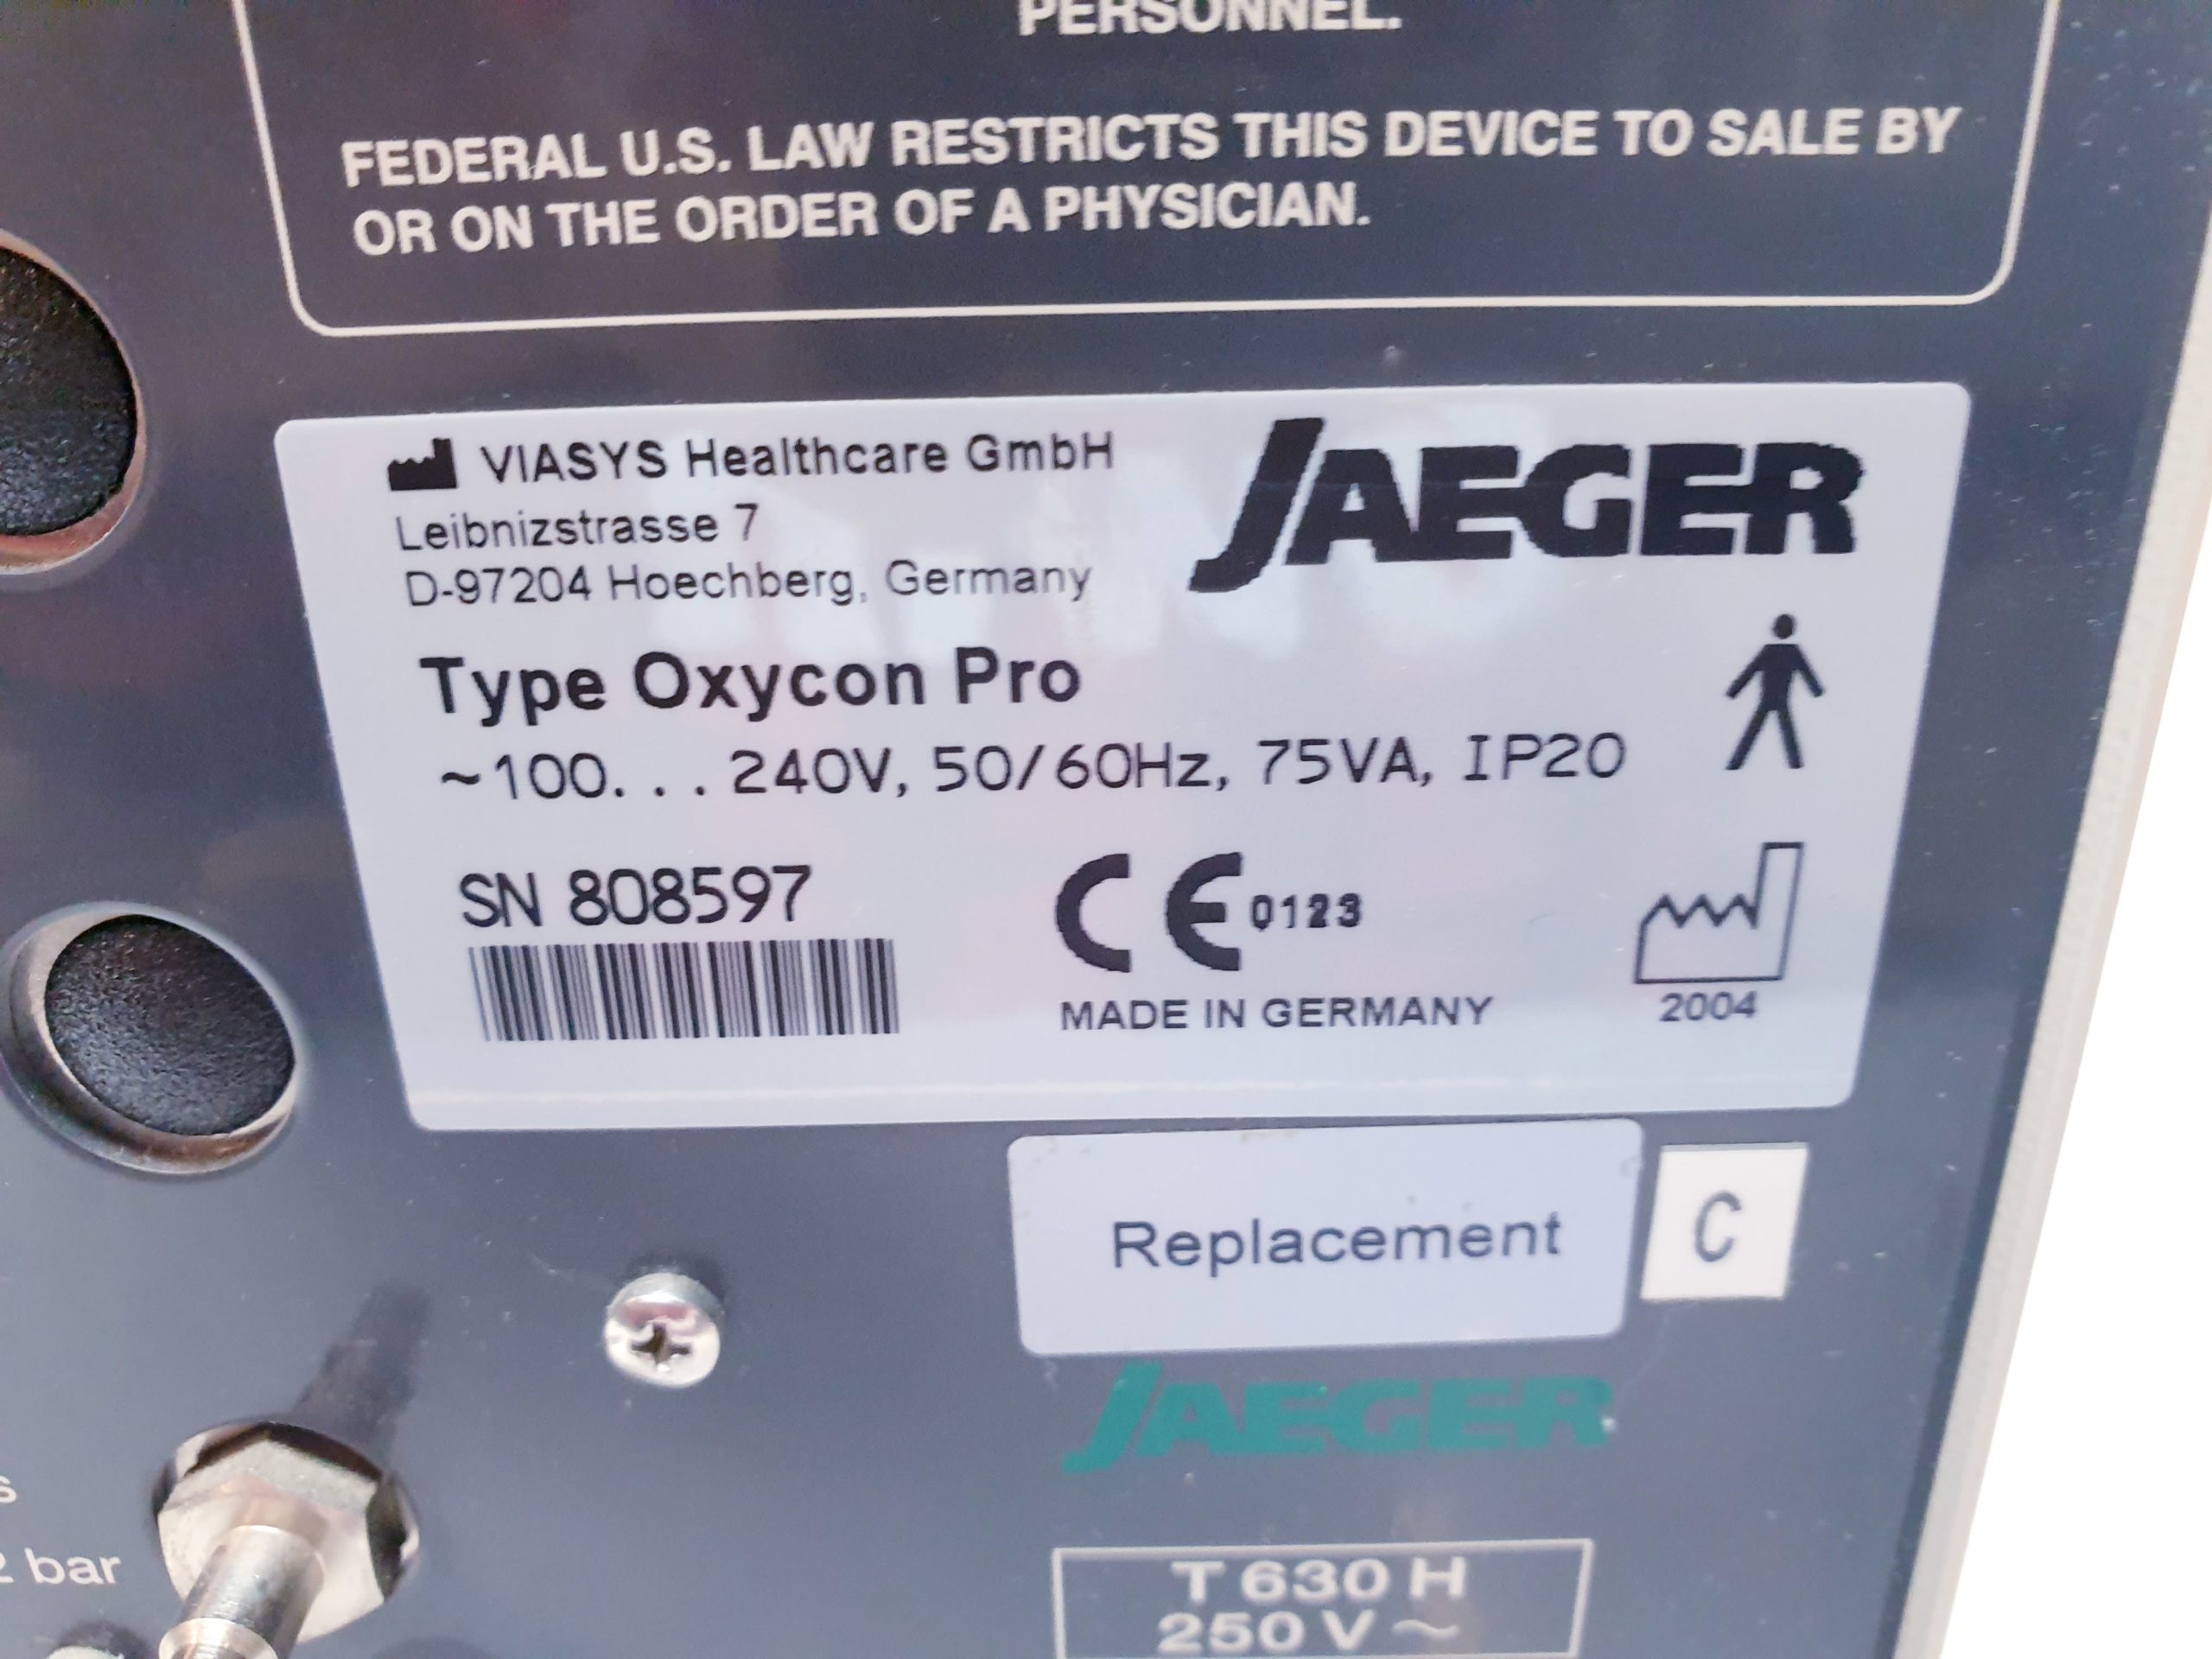 PERSONNEL.
FEDERAL U.S. LAW RESTRICTS THIS DEVICE TO SALE BY
OR ON THE ORDER OF A PHYSICIAN.
VIASYS Healthcare GmbH
Leibnizstrasse 7
D-97204 Hoechberg, Germany
JAEGER
Type Oxycon Pro
~100. . . 240V, 50/60Hz, 75VA, IP20
SN 808597
CE 0123
MADE IN GERMANY
2004
Replacement
C
JAEGER
bar
T 630 H
250 V ~